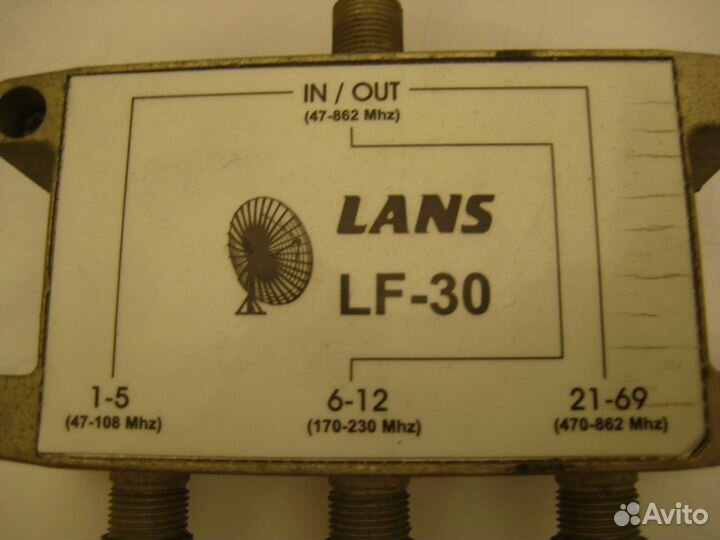 IN / OUT
(47-862 Mhz)
LANS
LF-30
1-5
(47-108 Mhz)
6-12
(170-230 Mhz)
21-69
(470-862 Mhz)
Avito